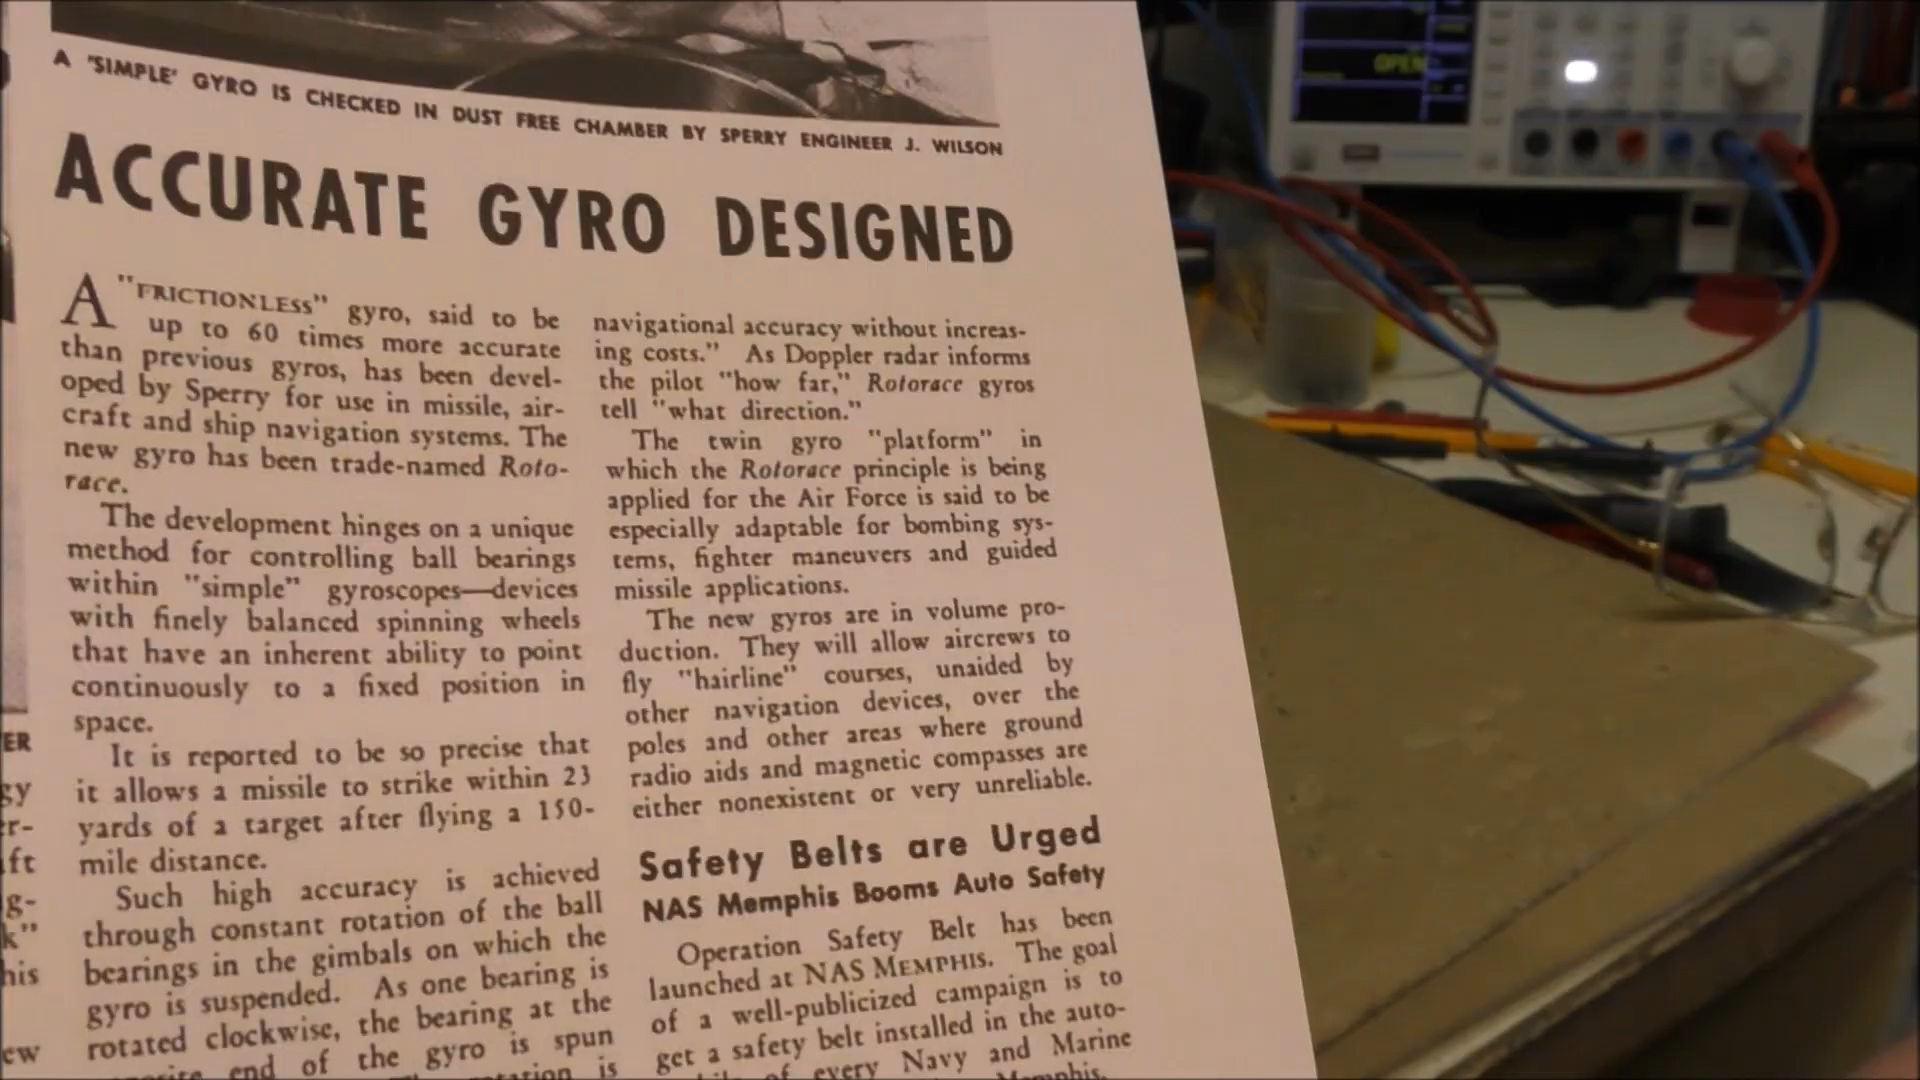 A 'SIMPLE' GYRO IS CHECKED IN DUST FREE CHAMBER BY SPERRY ENGINEER J. WILSON
ACCURATE GYRO DESIGNED
A "FRICTIONLESS" gyro, said to be
up to 60 times more accurate
than previous gyros, has been devel-
oped by Sperry for use in missile, air-
craft and ship navigation systems. The
new gyro has been trade-named Roto-
race.
The development hinges on a unique
method for controlling ball bearings
within "simple" gyroscopes—devices
with finely balanced spinning wheels
that have an inherent ability to point
continuously to a fixed position in
space.
It is reported to be so precise that
it allows a missile to strike within 23
yards of a target after flying a 150-
mile distance.
Such high accuracy is achieved
through constant rotation of the ball
bearings in the gimbals on which the
gyro is suspended. As one bearing is
rotated clockwise, the bearing at the
end of the gyro is spun
is
navigational accuracy without increas-
ing costs." As Doppler radar informs
the pilot "how far," Rotorace gyros
tell "what direction."
The twin gyro "platform" in
which the Rotorace principle is being
applied for the Air Force is said to be
especially adaptable for bombing sys-
tems, fighter maneuvers and guided
missile applications.
The new gyros are in volume pro-
duction. They will allow aircrews to
fly "hairline" courses, unaided by
other navigation devices, over the
poles and other areas where ground
radio aids and magnetic compasses are
either nonexistent or very unreliable.
Safety Belts are Urged
NAS Memphis Booms Auto Safety
Operation Safety Belt has been
launched at NAS MEMPHIS. The goal
of a well-publicized campaign is to
get a safety belt installed in the auto-
of every Navy and Marine
Memphis.
ER
gy
er-
ft
g-
k"
his
ew
OPEN